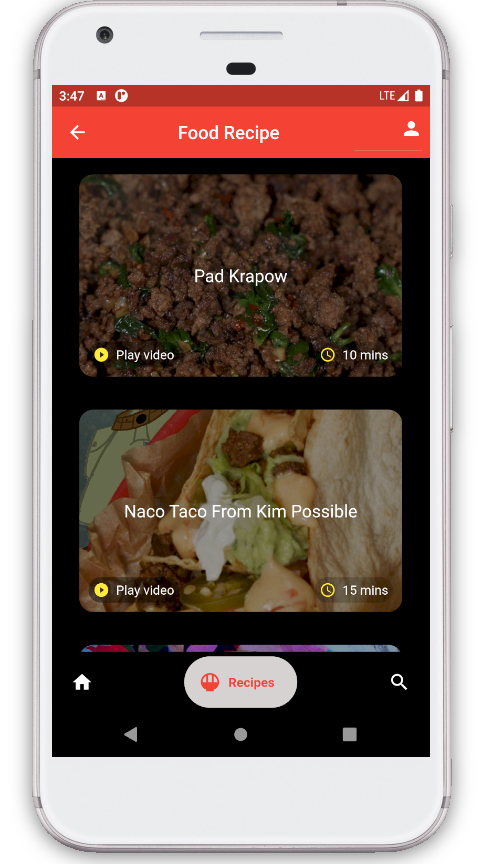 3:47 LTE
Food Recipe
Pad Krapow
Play video 10 mins
Naco Taco From Kim Possible
Play video 15 mins
Recipes